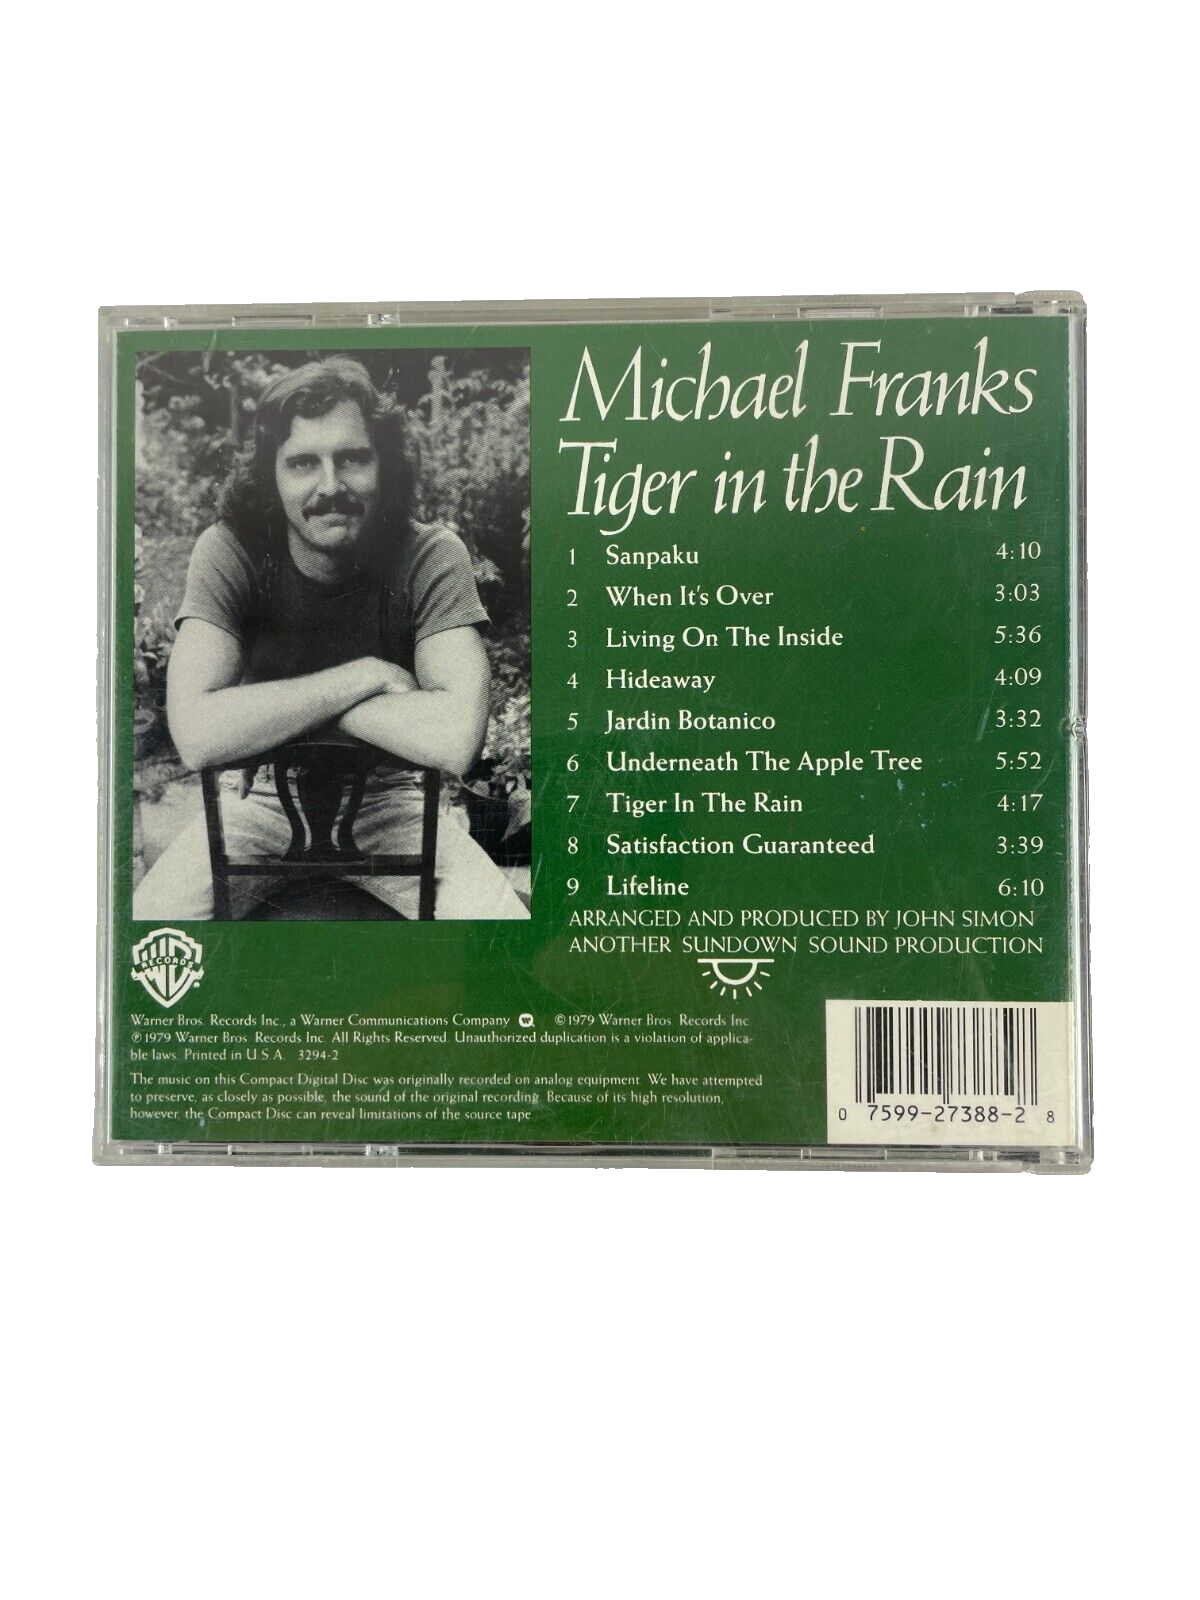 Michael Franks
Tiger in the Rain
1 Sanpaku 4:10
2 When It's Over 3:03
3 Living On The Inside 5:36
4 Hideaway 4:09
5 Jardin Botanico 3:32
6 Underneath The Apple Tree 5:52
7 Tiger In The Rain 4:17
8 Satisfaction Guaranteed 3:39
9 Lifeline 6:10
ARRANGED AND PRODUCED BY JOHN SIMON
ANOTHER SUNDOWN SOUND PRODUCTION
WB
RECORDS
Warner Bros. Records Inc., a Warner Communications Company ©1979 Warner Bros. Records Inc.
℗1979 Warner Bros. Records Inc. All Rights Reserved. Unauthorized duplication is a violation of applica-
ble laws. Printed in U.S.A. 3294-2
The music on this Compact Digital Disc was originally recorded on analog equipment. We have attempted
to preserve, as closely as possible, the sound of the original recording. Because of its high resolution,
however, the Compact Disc can reveal limitations of the source tape.
0 7599-27388-2 8